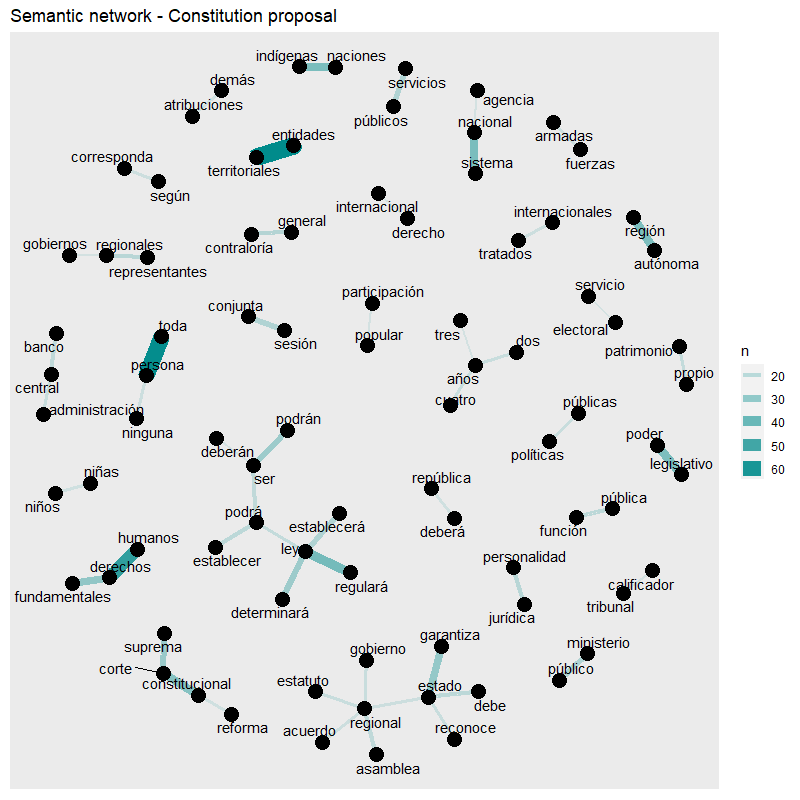 Semantic network - Constitution proposal
indígenas naciones
servicios
demás
agencia
atribuciones
públicos
nacional
entidades
armadas
corresponda
territoriales
sistema
fuerzas
según
internacional
internacionales
general
región
gobiernos regionales
contraloría
derecho
tratados
representantes
autónoma
participación
servicio
conjunta
toda
tres
electoral
popular
sesión
dos
banco
patrimonio
persona
propio
central
años
cuatro
administración
públicas
podrán
ninguna
poder
deberán
políticas
legislativo
niñas
ser
república
pública
niños
podrá
establecerá
función
deberá
humanos
ley
establecer
personalidad
derechos
calificador
regulará
fundamentales
determinará
tribunal
jurídica
garantiza
suprema
ministerio
gobierno
corte
público
constitucional
estatuto
estado
debe
regional
reforma
acuerdo
reconoce
asamblea
n
20
30
40
50
60